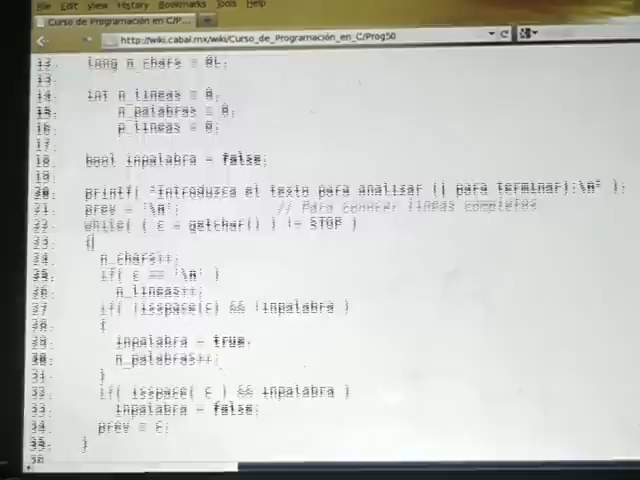 File Edit View History Bookmarks Tools Help
Curso de Programación en C/P...
http://wiki.cabal.mx/wiki/Curso_de_Programación_en_C/Prog50
12. long n_chars = 0L;
13.
14. int n_lineas = 0,
15. n_palabras = 0,
16. p_lineas = 0;
17.
18. bool inpalabra = false;
19.
20. printf( "Introduzca el texto para analizar (| para terminar):\n" );
21. prev = '\n'; // Para conocer lineas completas
22. while( ( c = getchar() ) != STOP )
23. {
24. n_chars++;
25. if( c == '\n' )
26. n_lineas++;
27. if( !isspace(c) && !inpalabra )
28. {
29. inpalabra = true;
30. n_palabras++;
31. }
32. if( isspace( c ) && inpalabra )
33. inpalabra = false;
34. prev = c;
35. }
36.